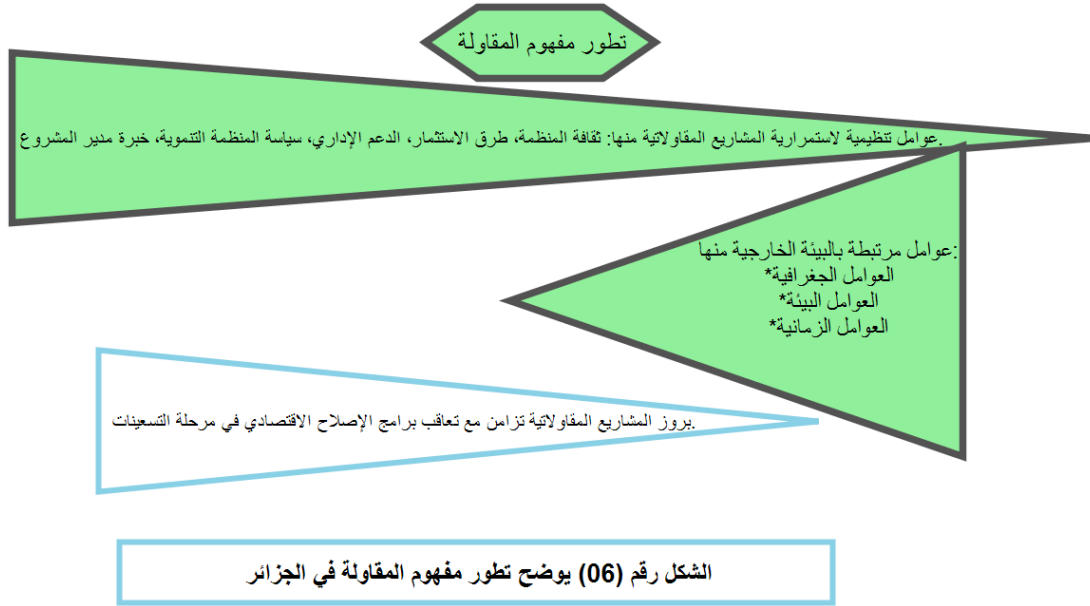 تطور مفهوم المقاولة
عوامل تنظيمية لاستمرارية المشاريع المقاولاتية منها: ثقافة المنظمة، طرق الاستثمار، الدعم الإداري، سياسة المنظمة التنموية، خبرة مدير المشروع.
عوامل مرتبطة بالبيئة الخارجية منها:
العوامل الجغرافية*
العوامل البيئة*
العوامل الزمانية*
بروز المشاريع المقاولاتية تزامن مع تعاقب برامج الإصلاح الاقتصادي في مرحلة التسعينات.
الشكل رقم (06) يوضح تطور مفهوم المقاولة في الجزائر